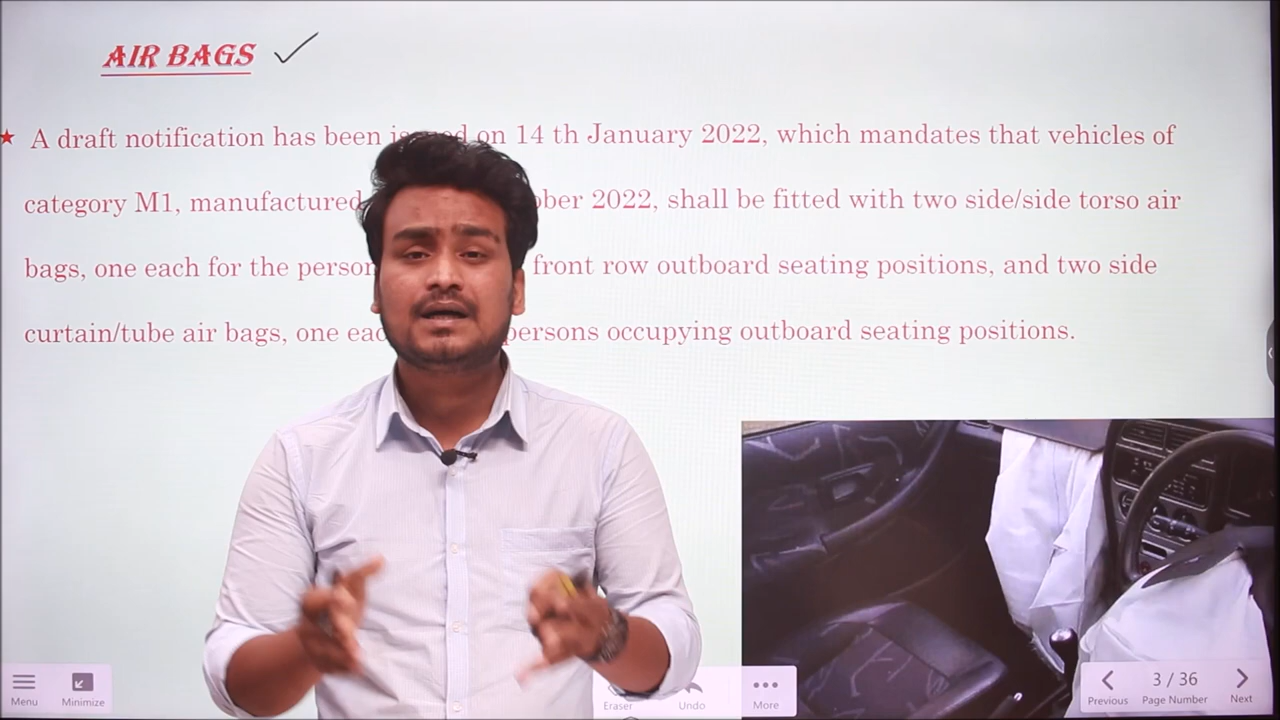 AIR BAGS
A draft notification has been on 14 th January 2022, which mandates that vehicles of
category M1, manufactured 2022, shall be fitted with two side/side torso air
bags, one each for the front row outboard seating positions, and two side
curtain/tube air bags, one persons occupying outboard seating positions.
Menu
Minimize
Eraser
Undo
More
Previous
3 / 36
Page Number
Next